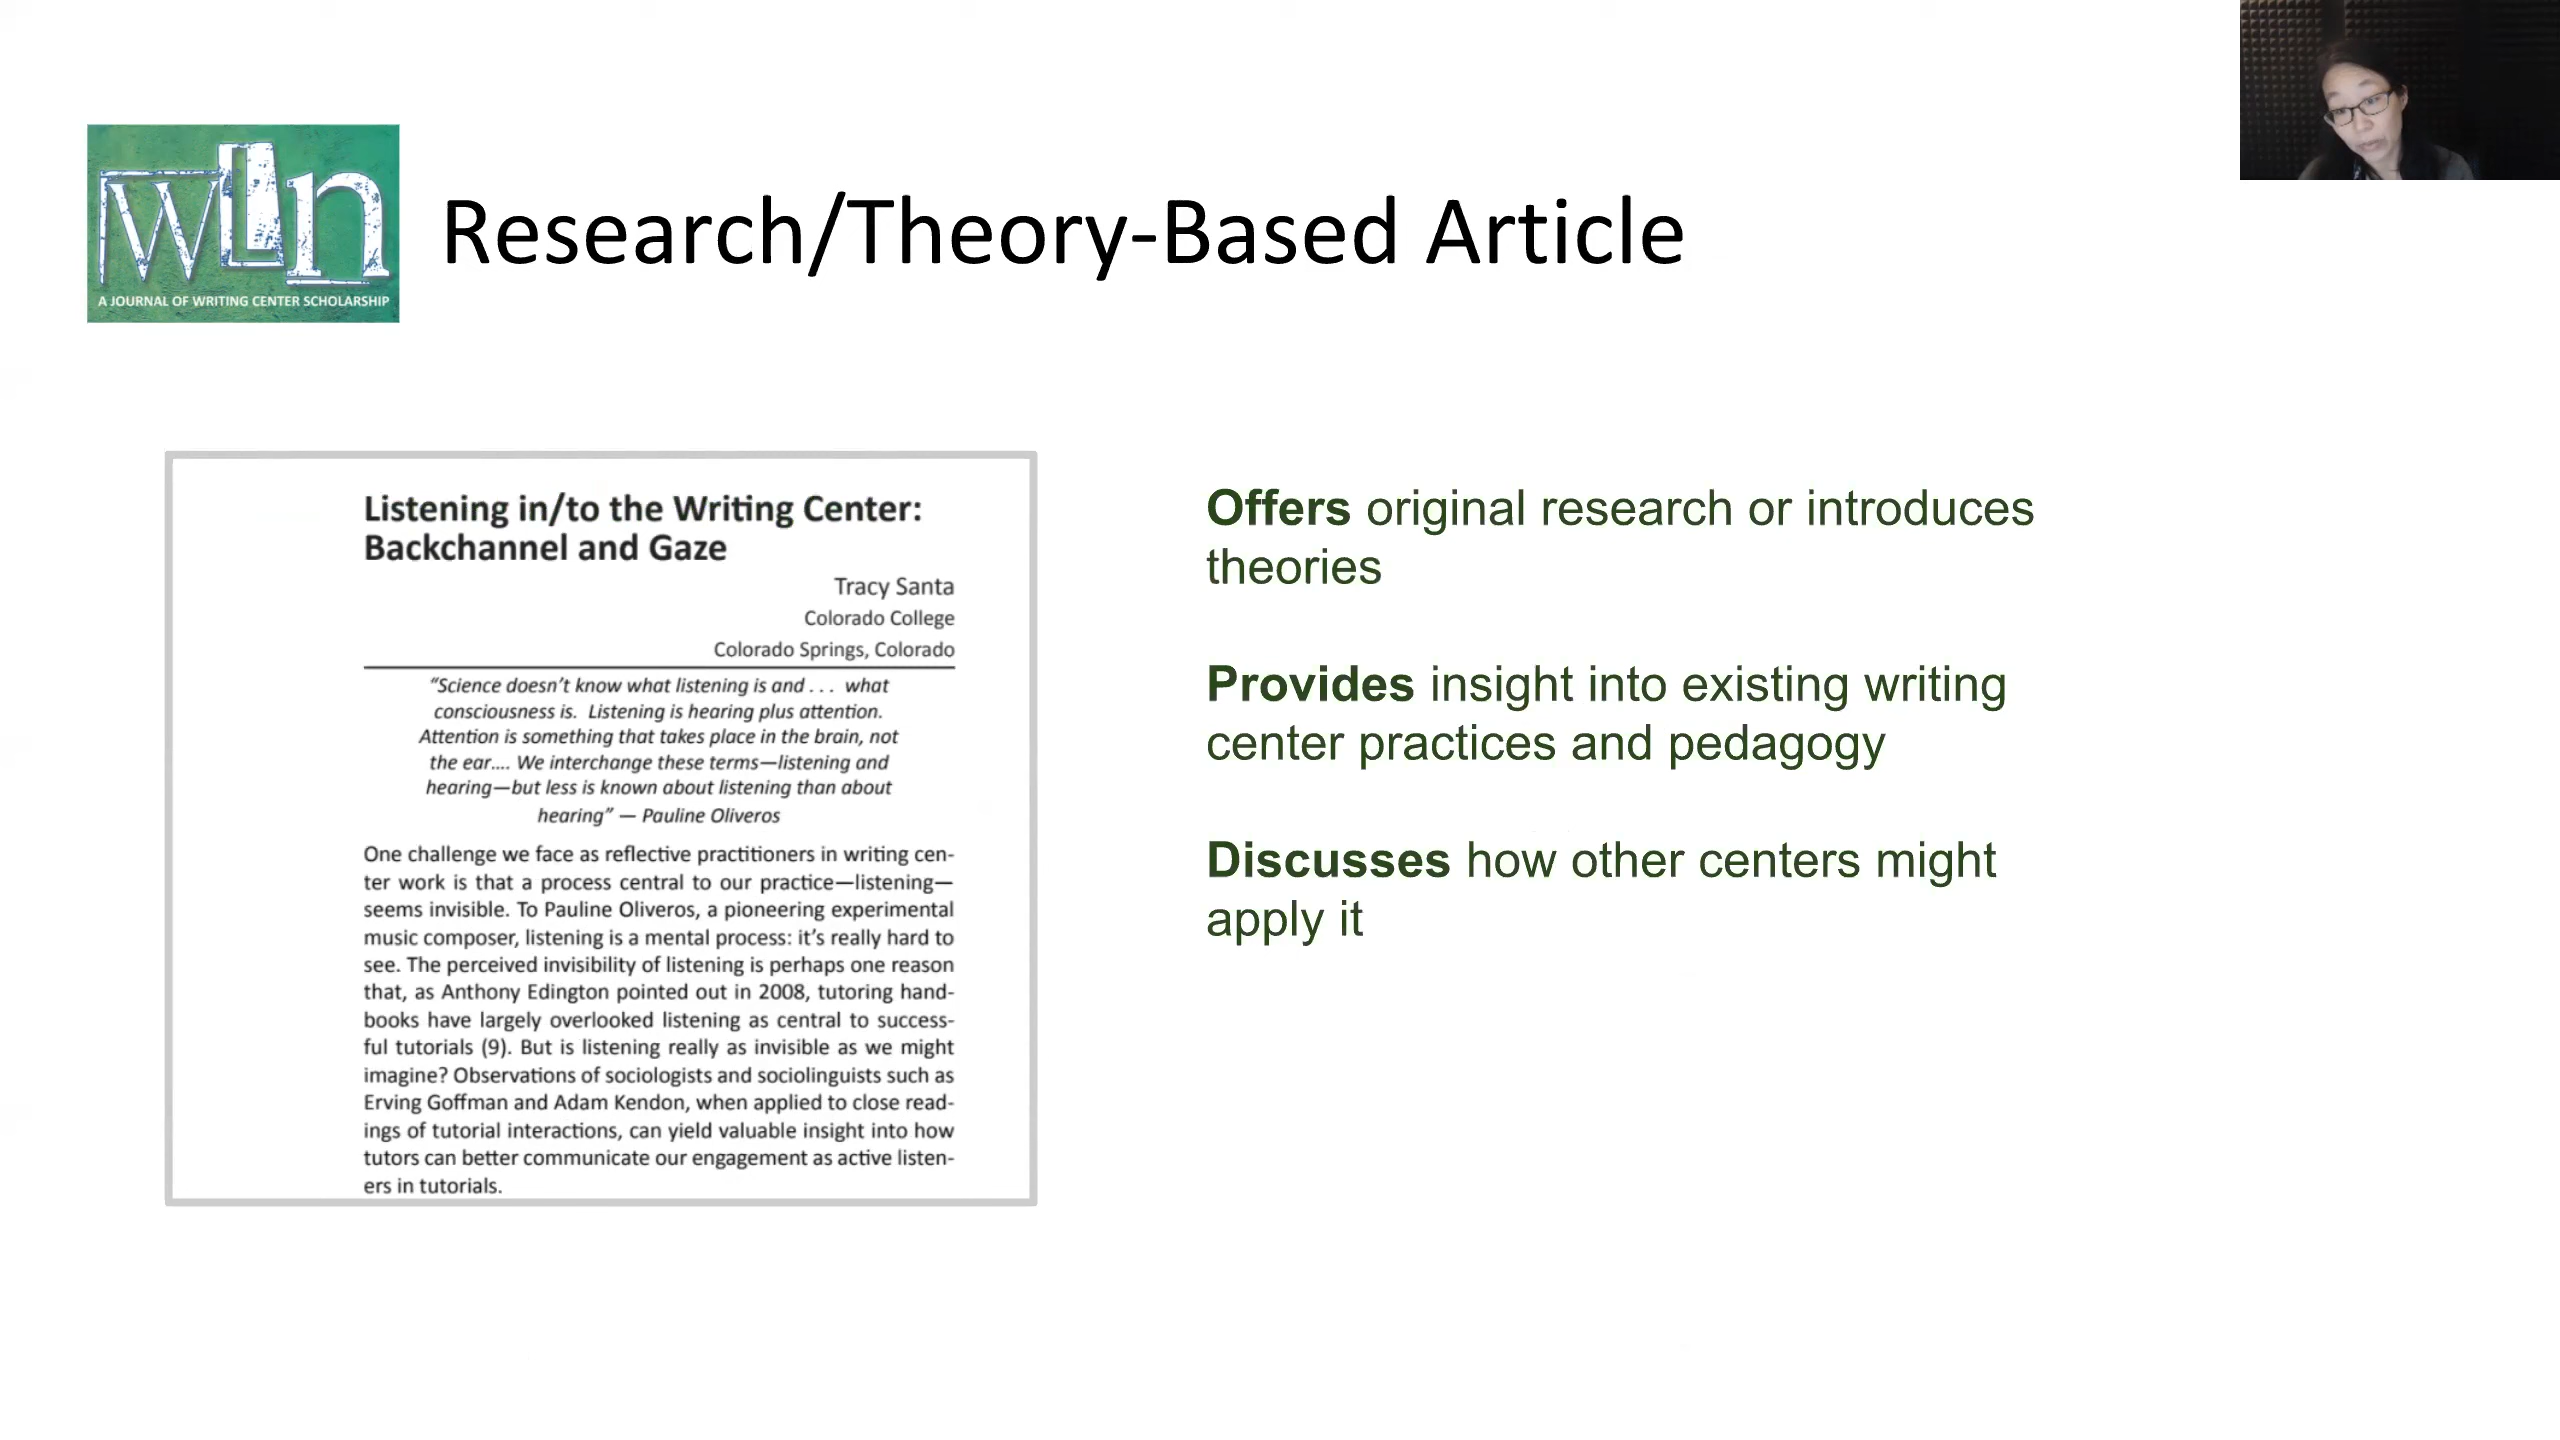 wLn
A JOURNAL OF WRITING CENTER SCHOLARSHIP
Research/Theory-Based Article
Listening in/to the Writing Center:
Backchannel and Gaze
Tracy Santa
Colorado College
Colorado Springs, Colorado
“Science doesn’t know what listening is and . . . what
consciousness is. Listening is hearing plus attention.
Attention is something that takes place in the brain, not
the ear.... We interchange these terms—listening and
hearing—but less is known about listening than about
hearing” — Pauline Oliveros
One challenge we face as reflective practitioners in writing cen-
ter work is that a process central to our practice—listening—
seems invisible. To Pauline Oliveros, a pioneering experimental
music composer, listening is a mental process: it’s really hard to
see. The perceived invisibility of listening is perhaps one reason
that, as Anthony Edington pointed out in 2008, tutoring hand-
books have largely overlooked listening as central to success-
ful tutorials (9). But is listening really as invisible as we might
imagine? Observations of sociologists and sociolinguists such as
Erving Goffman and Adam Kendon, when applied to close read-
ings of tutorial interactions, can yield valuable insight into how
tutors can better communicate our engagement as active listen-
ers in tutorials.
Offers original research or introduces
theories
Provides insight into existing writing
center practices and pedagogy
Discusses how other centers might
apply it